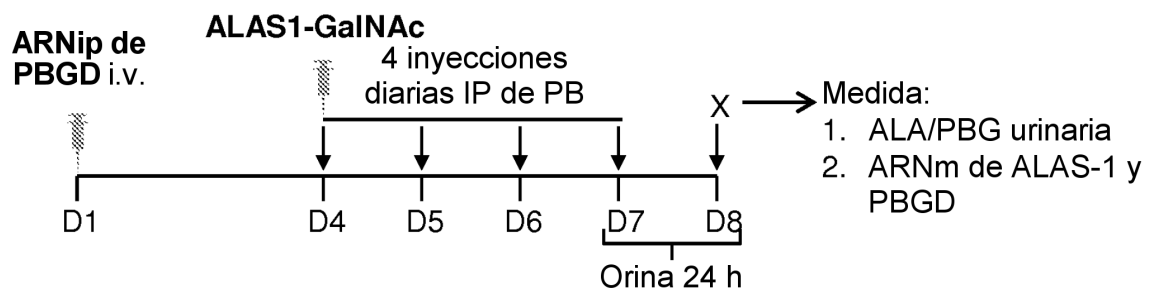 ARNip de
PBGD i.v.
ALAS1-GalNAc
4 inyecciones
diarias IP de PB
X
Medida:
1. ALA/PBG urinaria
2. ARNm de ALAS-1 y
PBGD
D1
D4
D5
D6
D7
D8
Orina 24 h